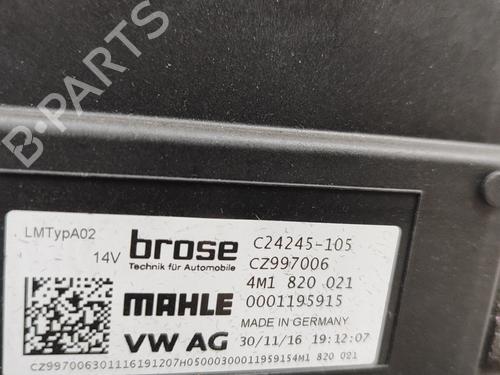 B-PARTS
LMTypA02
14V
brose
Technik für Automobile
MAHLE
VW AG
C24245-105
CZ997006
4M1 820 021
0001195915
MADE IN GERMANY
30/11/16 19:12:07
CZ997006301116191207H05000300011959154M1 820 021